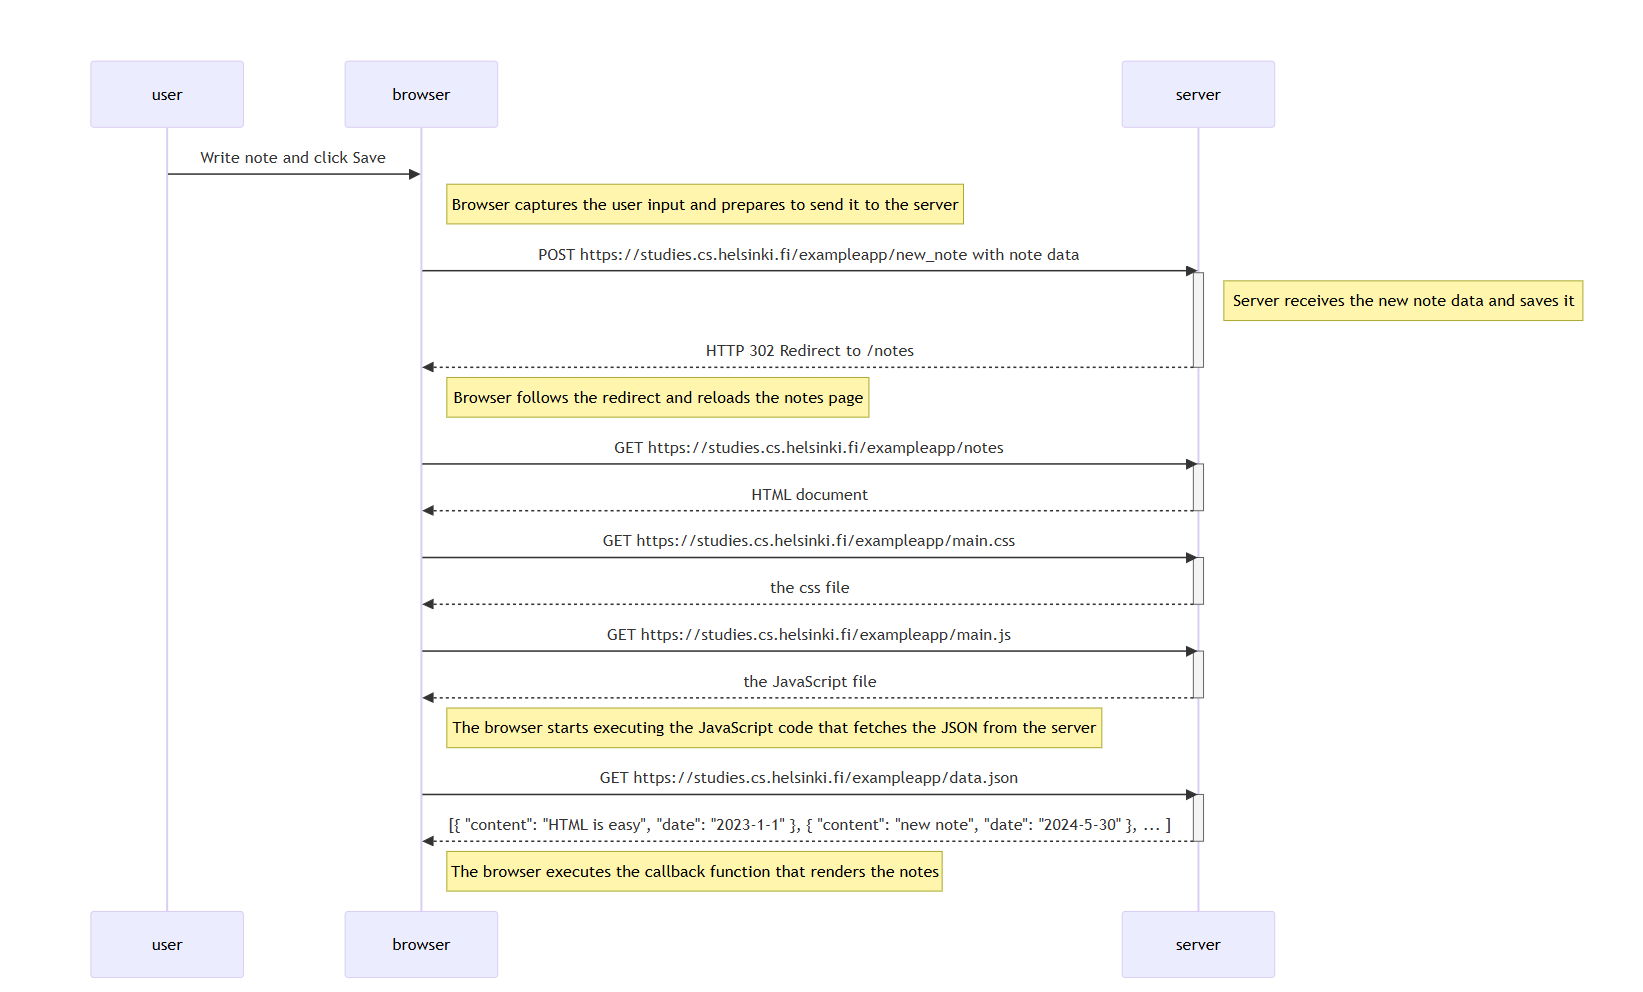 user
browser
server
Write note and click Save
Browser captures the user input and prepares to send it to the server
POST https://studies.cs.helsinki.fi/exampleapp/new_note with note data
Server receives the new note data and saves it
HTTP 302 Redirect to /notes
Browser follows the redirect and reloads the notes page
GET https://studies.cs.helsinki.fi/exampleapp/notes
HTML document
GET https://studies.cs.helsinki.fi/exampleapp/main.css
the css file
GET https://studies.cs.helsinki.fi/exampleapp/main.js
the JavaScript file
The browser starts executing the JavaScript code that fetches the JSON from the server
GET https://studies.cs.helsinki.fi/exampleapp/data.json
[{ "content": "HTML is easy", "date": "2023-1-1" }, { "content": "new note", "date": "2024-5-30" }, ... ]
The browser executes the callback function that renders the notes
user
browser
server